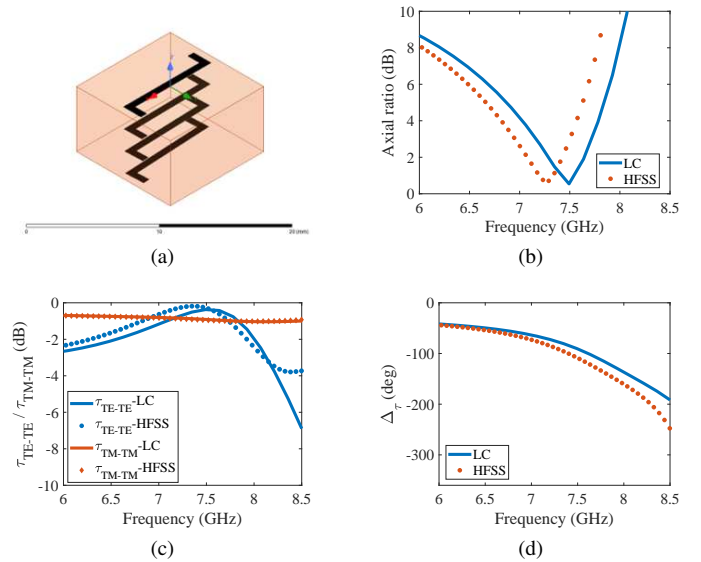 0 10 20 (mm)
(a)
10
8
6
4
2
0
Axial ratio (dB)
LC
HFSS
6 6.5 7 7.5 8 8.5
Frequency (GHz)
(b)
0
-2
-4
-6
-8
-10
τTE-TE / τTM-TM (dB)
τTE-TE-LC
τTE-TE-HFSS
τTM-TM-LC
τTM-TM-HFSS
6 6.5 7 7.5 8 8.5
Frequency (GHz)
(c)
0
-100
-200
-300
Δτ (deg)
LC
HFSS
6 6.5 7 7.5 8 8.5
Frequency (GHz)
(d)